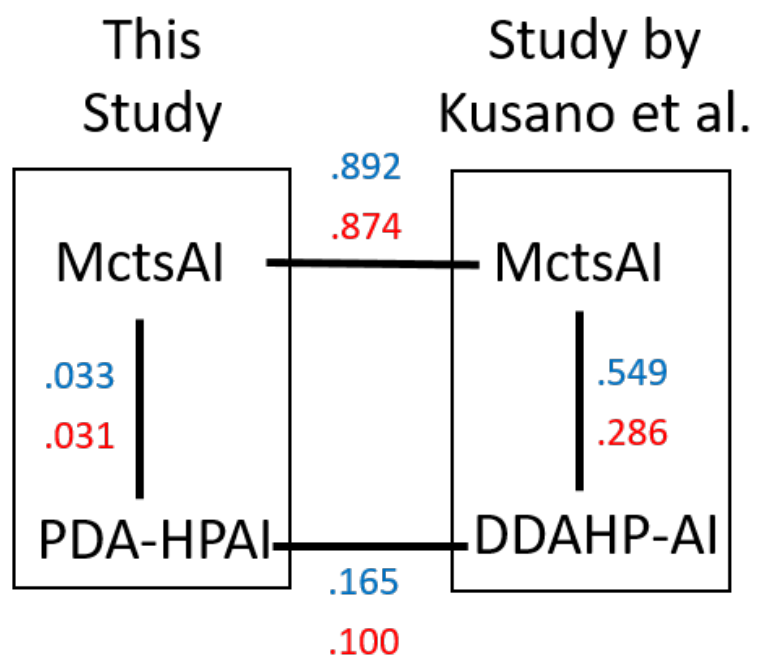 This
Study
Study by
Kusano et al.
.892
.874
MctsAI
MctsAI
.033
.031
.549
.286
PDA-HPAI
DDAHP-AI
.165
.100